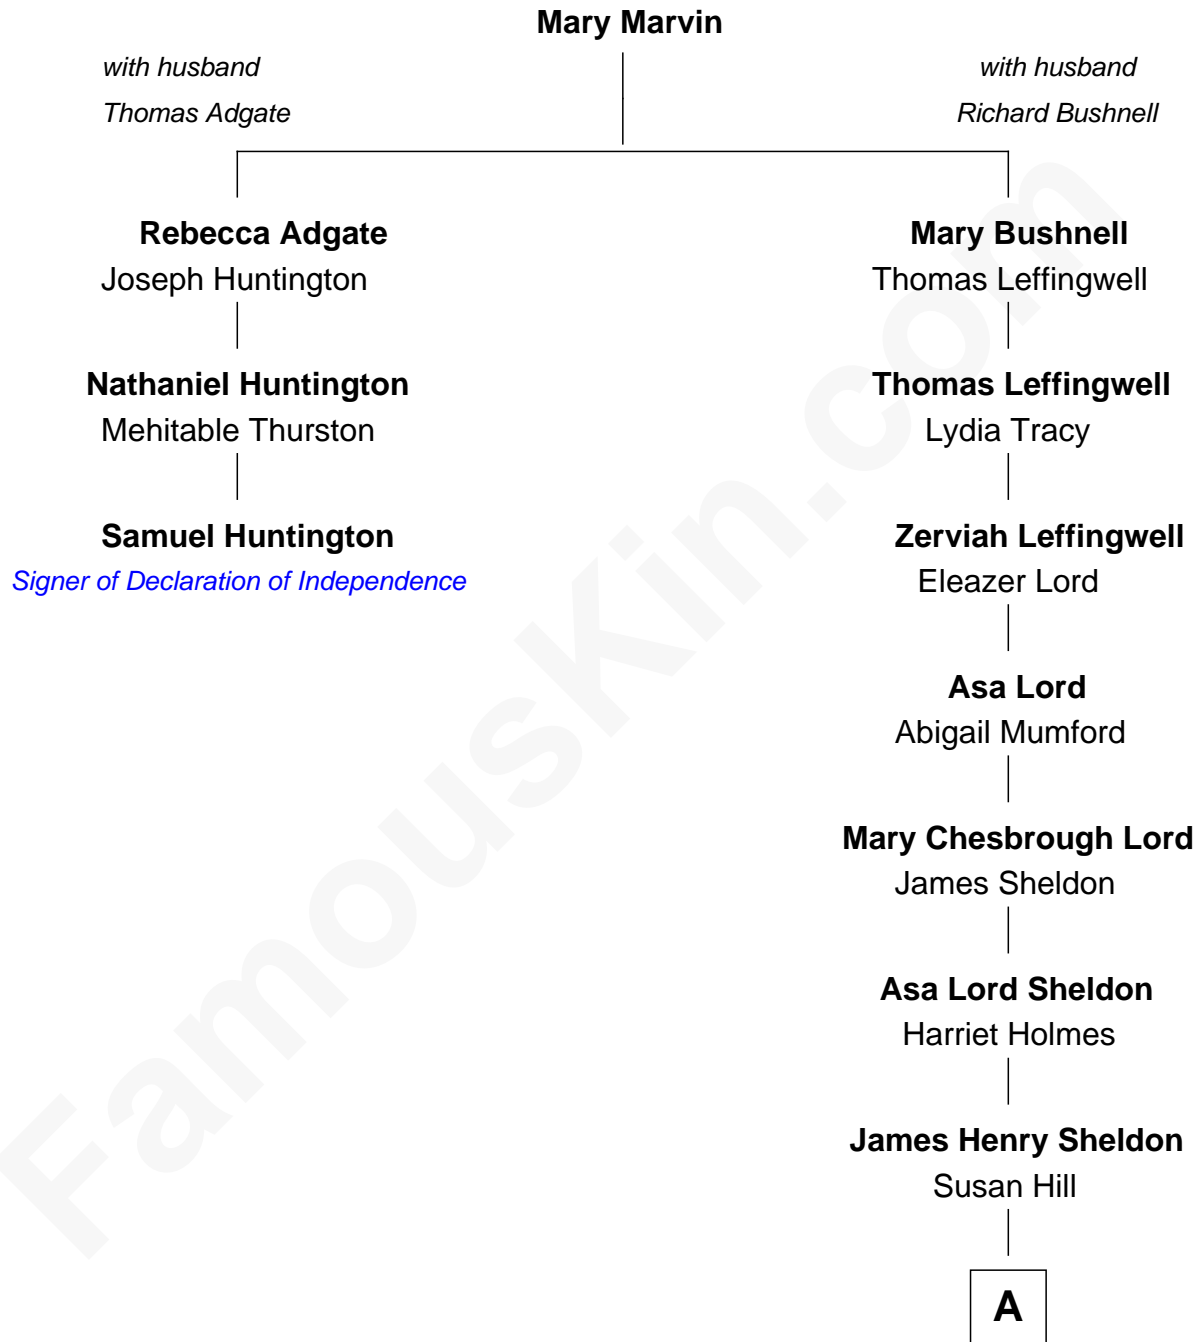 Mary Marvin
with husband
Thomas Adgate
with husband
Richard Bushnell
Rebecca Adgate
Joseph Huntington
Nathaniel Huntington
Mehitable Thurston
Samuel Huntington
Signer of Declaration of Independence
Mary Bushnell
Thomas Leffingwell
Thomas Leffingwell
Lydia Tracy
Zerviah Leffingwell
Eleazer Lord
Asa Lord
Abigail Mumford
Mary Chesbrough Lord
James Sheldon
Asa Lord Sheldon
Harriet Holmes
James Henry Sheldon
Susan Hill
A
FamousKin.com